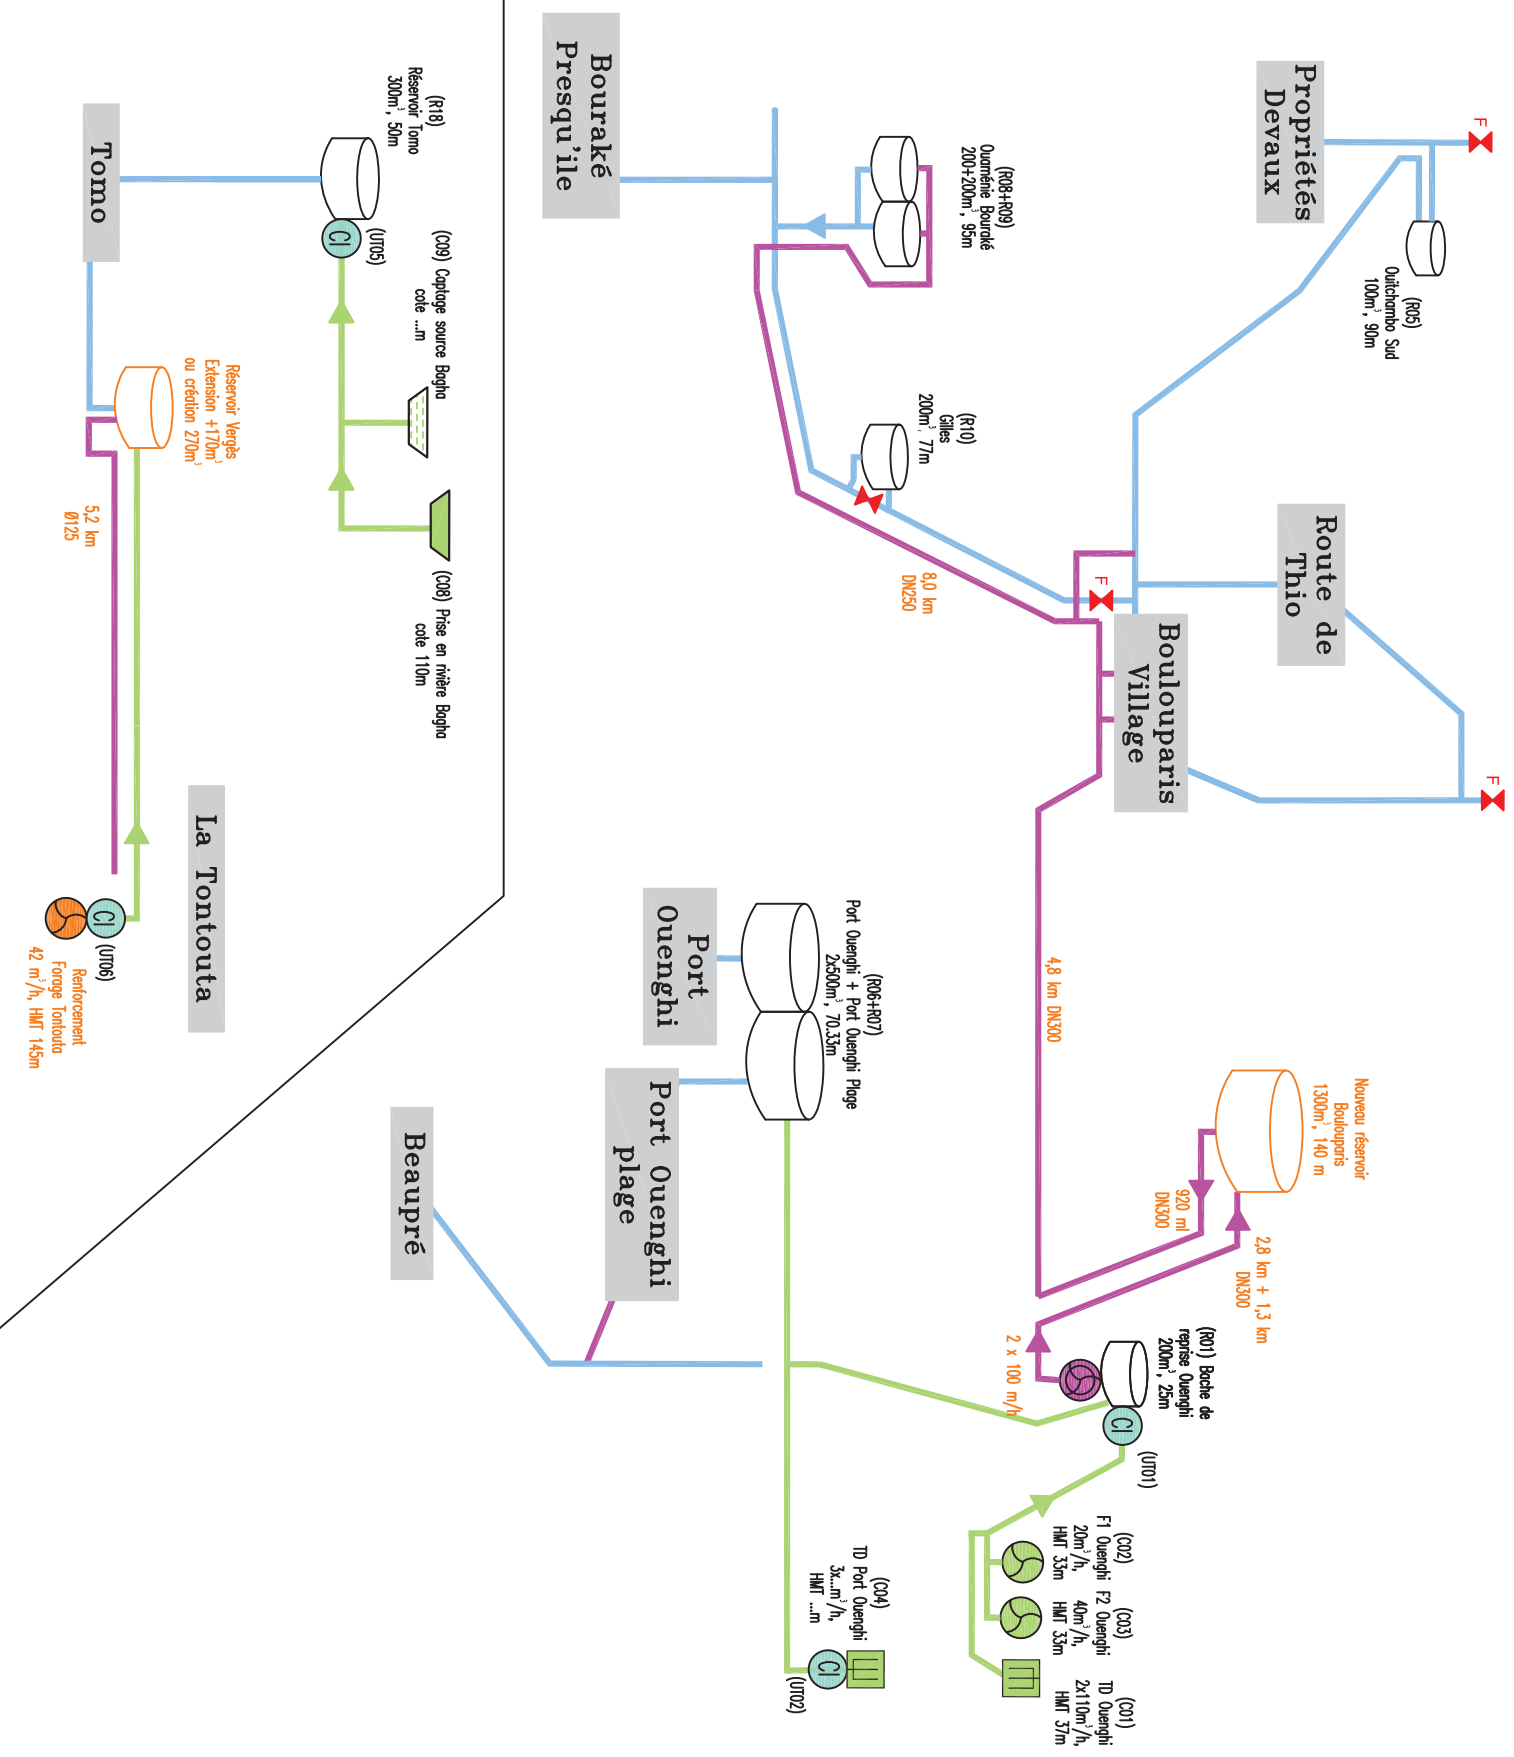 F
F
Propriétés
Devaux
(R05)
Ouitchambo Sud
100m³, 90m
Route de
Thio
Nouveau réservoir
Boulouparis
1300m³, 140 m
2,8 km + 1,3 km
DN300
920 ml
DN300
(R01) Bache de
reprise Ouenghi
200m³, 25m
(UT01)
Boulouparis
Village
F
(C02)
F1 Ouenghi
20m³/h,
HMT 33m
(C03)
F2 Ouenghi
40m³/h,
HMT 33m
(C01)
TD Ouenghi
2x110m³/h,
HMT 37m
Cl
4,8 km DN300
2 x 100 m/h
(R08+R09)
Ouaménie Bouraké
200+200m³, 95m
(R10)
Gilles
200m³, 77m
8,0 km
DN250
(R06+R07)
Port Ouenghi + Port Ouenghi Plage
2x500m³, 70.33m
(C04)
TD Port Ouenghi
3x...m³/h,
HMT ...m
Cl
(UT02)
Bouraké
Presqu'ile
Port
Ouenghi
Port Ouenghi
plage
Beaupré
(R18)
Réservoir Tomo
300m³, 50m
(C09) Captage source Bagha
cote ...m
(C08) Prise en rivière Bagha
cote 110m
(UT05)
Cl
Réservoir Vergès
Extension +170m³
ou création 270m³
La Tontouta
Tomo
5,2 km
Ø125
Cl
(UT06)
Renforcement
Forage Tontouta
42 m³/h, HMT 145m